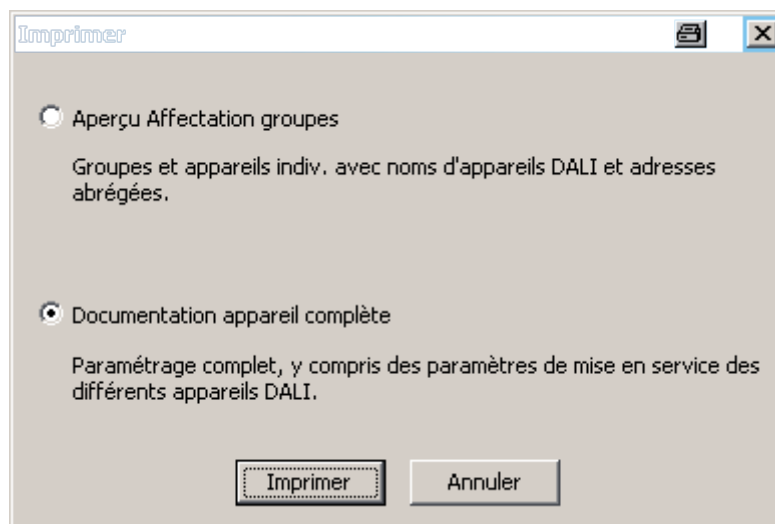 Imprimer
Aperçu Affectation groupes
Groupes et appareils indiv. avec noms d'appareils DALI et adresses
abrégées.
Documentation appareil complète
Paramétrage complet, y compris des paramètres de mise en service des
différents appareils DALI.
Imprimer Annuler